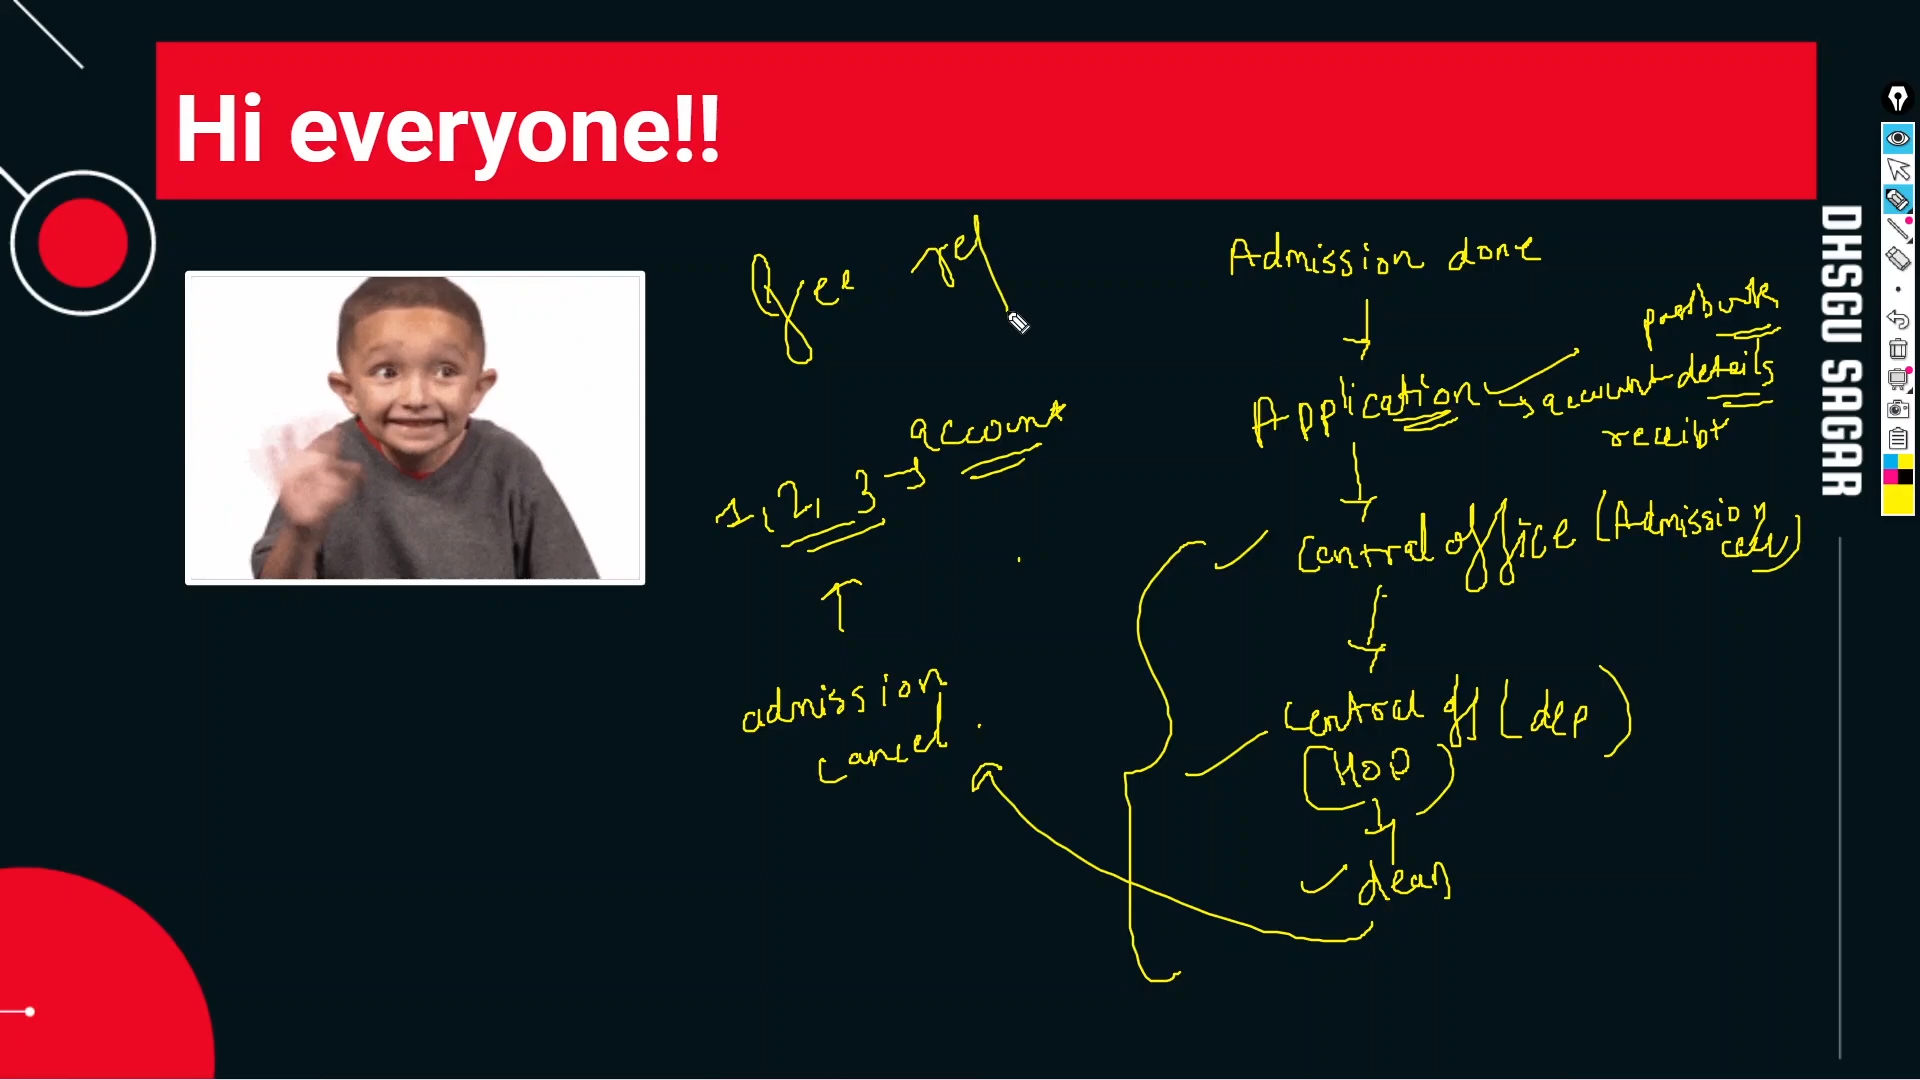 Hi everyone!!
DHSGU SAGAR
fee ref
Admission done
passbook
Application → account details
receipt
1, 2, 3 → account
Central office (Admission cell)
Central off (dep)
(HOD)
dean
admission
cancel